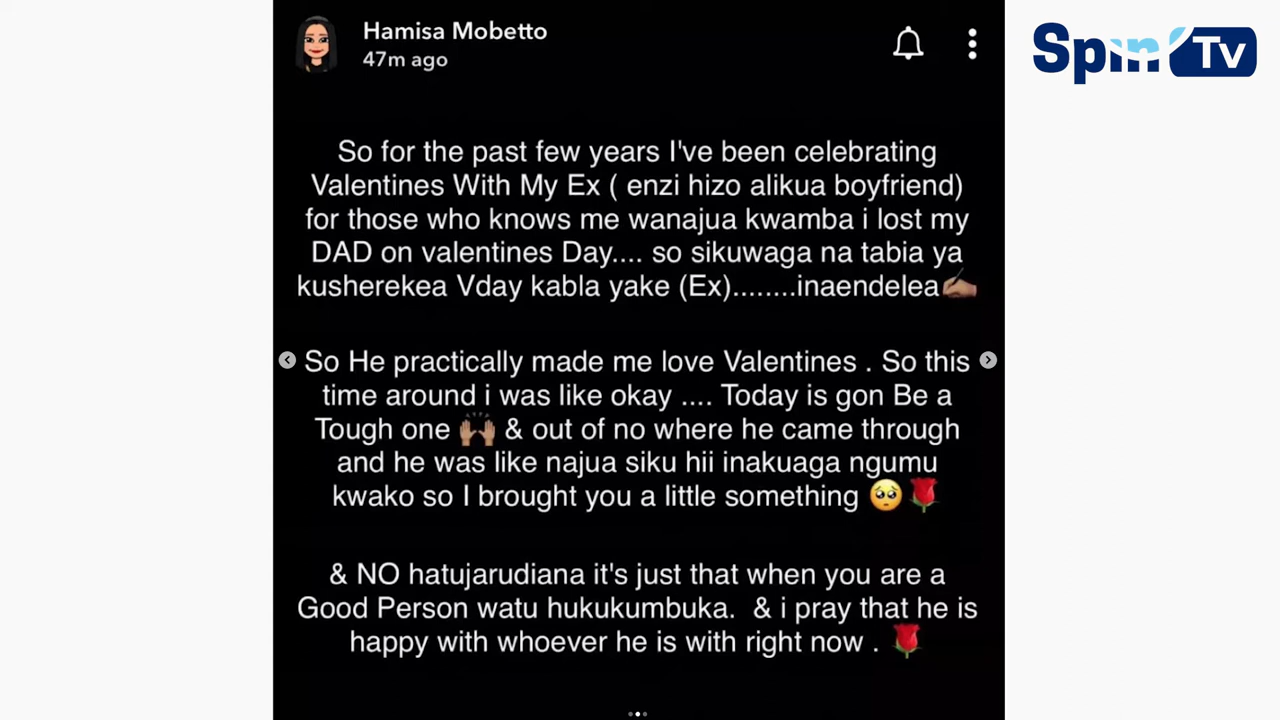 Hamisa Mobetto
47m ago
Spin Tv
So for the past few years I've been celebrating
Valentines With My Ex ( enzi hizo alikua boyfriend)
for those who knows me wanajua kwamba i lost my
DAD on valentines Day.... so sikuwaga na tabia ya
kusherekea Vday kabla yake (Ex)........inaendelea✍🏽
So He practically made me love Valentines . So this
time around i was like okay .... Today is gon Be a
Tough one 🙌🏽 & out of no where he came through
and he was like najua siku hii inakuaga ngumu
kwako so I brought you a little something 🥺🌹
& NO hatujarudiana it's just that when you are a
Good Person watu hukukumbuka.  & i pray that he is
happy with whoever he is with right now . 🌹